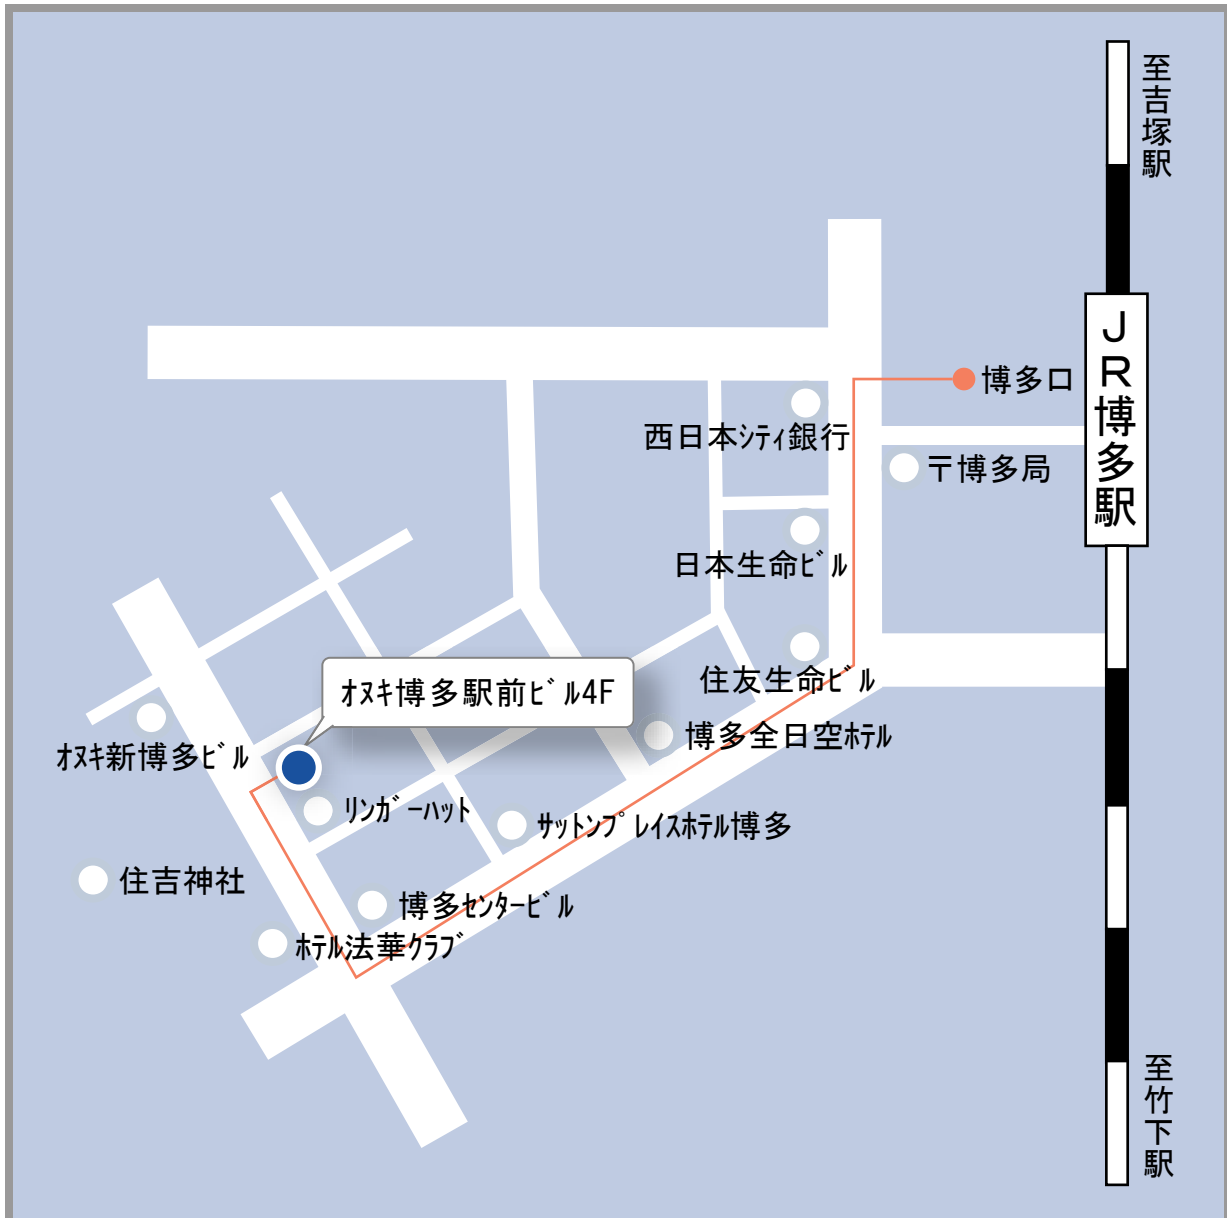 至吉塚駅
JR博多駅
博多口
西日本ｼﾃｨ銀行
〒博多局
日本生命ﾋﾞﾙ
住友生命ﾋﾞﾙ
ｵﾇｷ博多駅前ﾋﾞﾙ4F
博多全日空ﾎﾃﾙ
ｵﾇｷ新博多ﾋﾞﾙ
ﾘﾝｶﾞｰﾊｯﾄ
ｻｯﾄﾝﾌﾟﾚｲｽﾎﾃﾙ博多
住吉神社
博多ｾﾝﾀｰﾋﾞﾙ
ﾎﾃﾙ法華ｸﾗﾌﾞ
至竹下駅